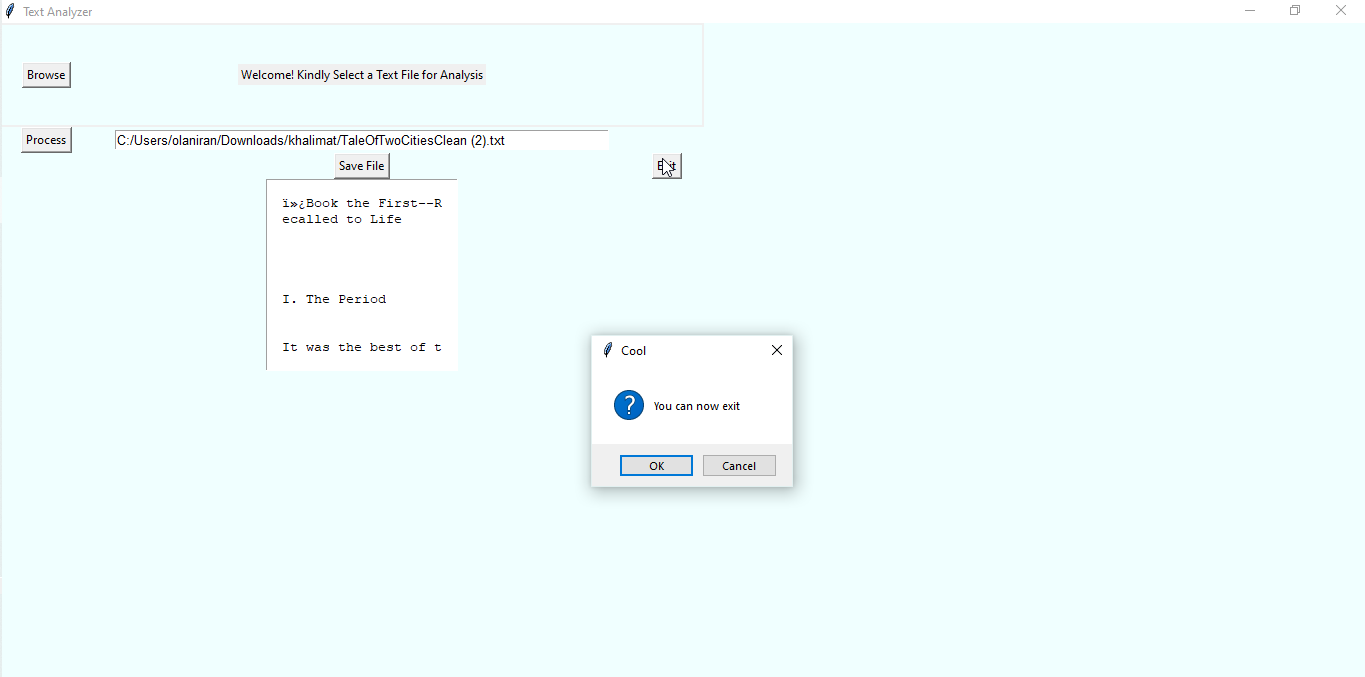 Text Analyzer
Browse
Welcome! Kindly Select a Text File for Analysis
Process
C:/Users/olaniran/Downloads/khalimat/TaleOfTwoCitiesClean (2).txt
Save File
Exit
ï»¿Book the First--R
ecalled to Life
I. The Period
It was the best of t
Cool
You can now exit
OK
Cancel